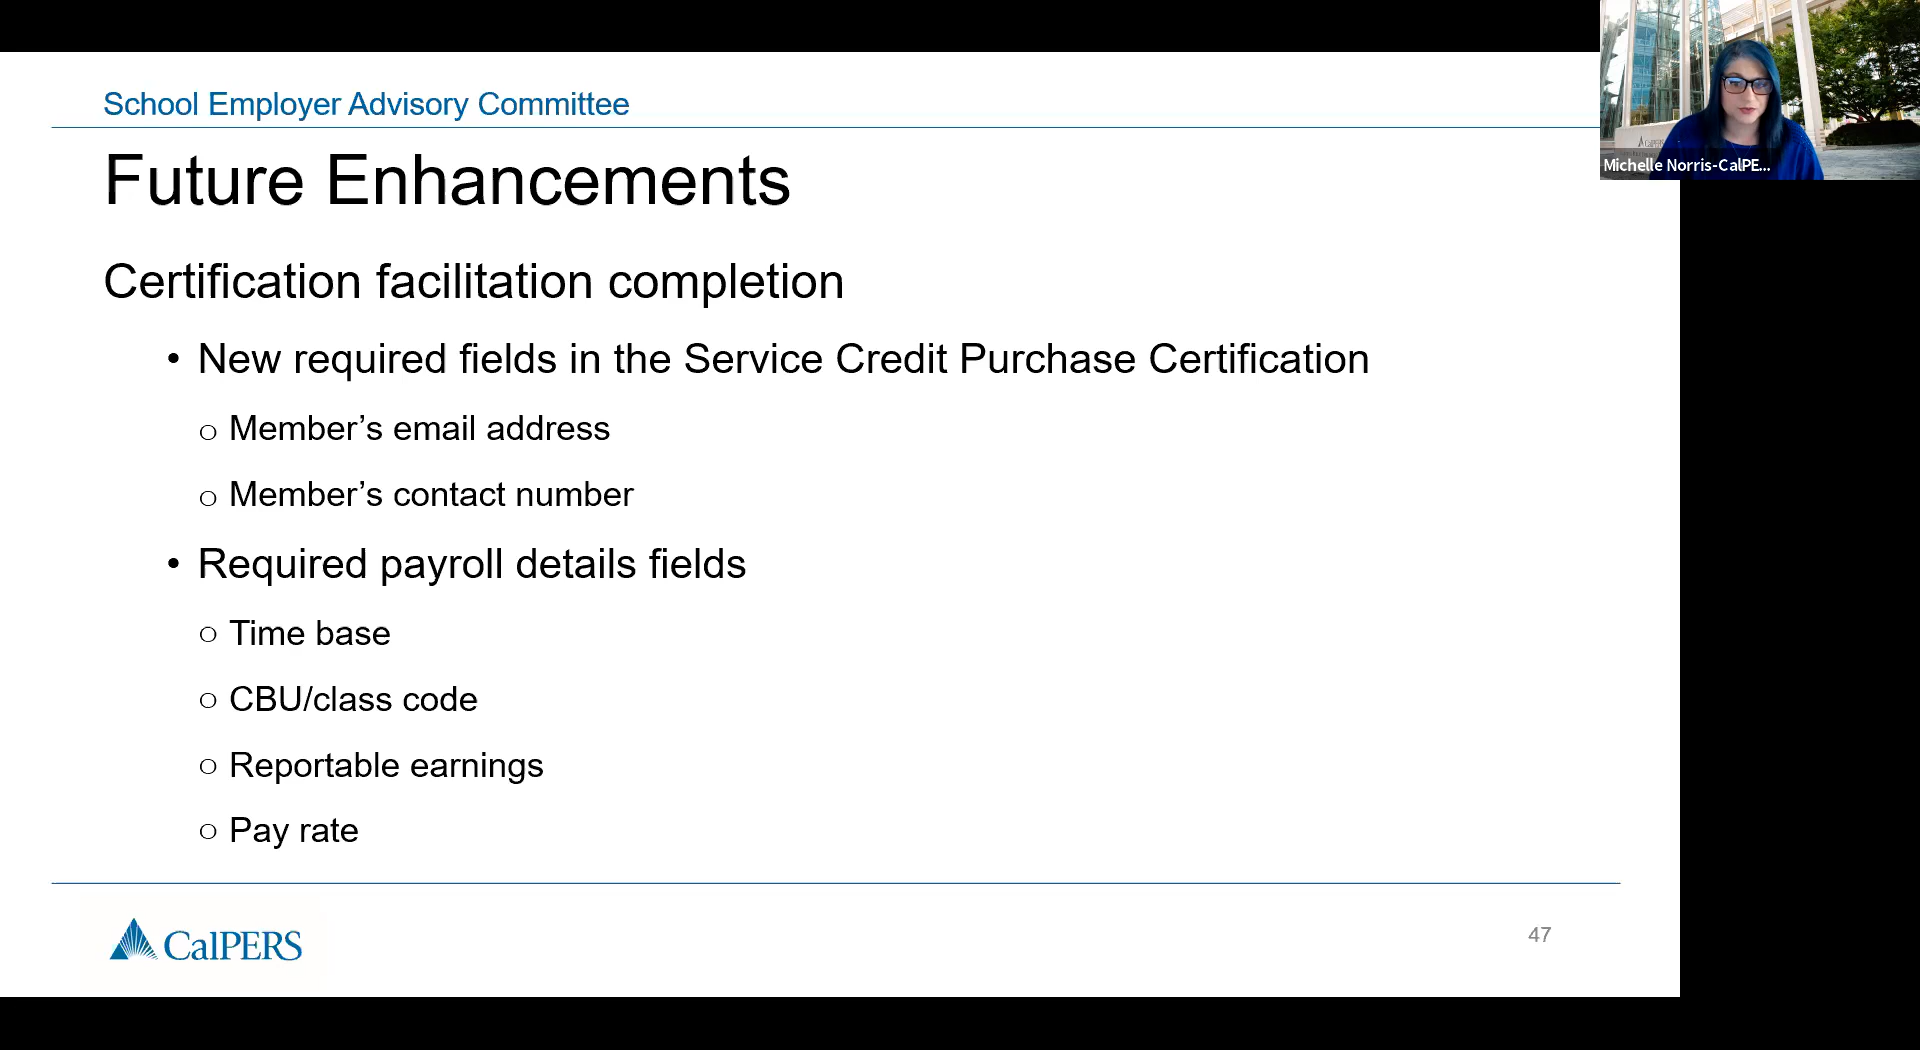 School Employer Advisory Committee
Future Enhancements
Certification facilitation completion
• New required fields in the Service Credit Purchase Certification
o Member’s email address
o Member’s contact number
• Required payroll details fields
o Time base
o CBU/class code
o Reportable earnings
o Pay rate
CalPERS
47
Michelle Norris-CalPE...